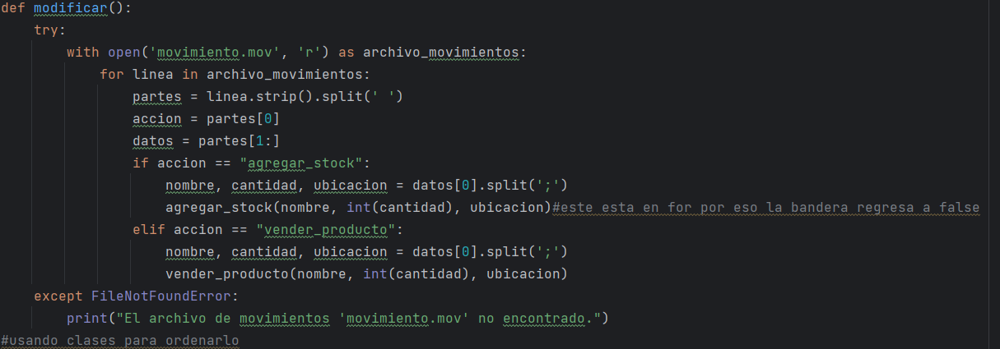 def modificar():
    try:
        with open('movimiento.mov', 'r') as archivo_movimientos:
            for linea in archivo_movimientos:
                partes = linea.strip().split(' ')
                accion = partes[0]
                datos = partes[1:]
                if accion == "agregar_stock":
                    nombre, cantidad, ubicacion = datos[0].split(';')
                    agregar_stock(nombre, int(cantidad), ubicacion)#este esta en for por eso la bandera regresa a false
                elif accion == "vender_producto":
                    nombre, cantidad, ubicacion = datos[0].split(';')
                    vender_producto(nombre, int(cantidad), ubicacion)
    except FileNotFoundError:
        print("El archivo de movimientos 'movimiento.mov' no encontrado.")
#usando clases para ordenarlo